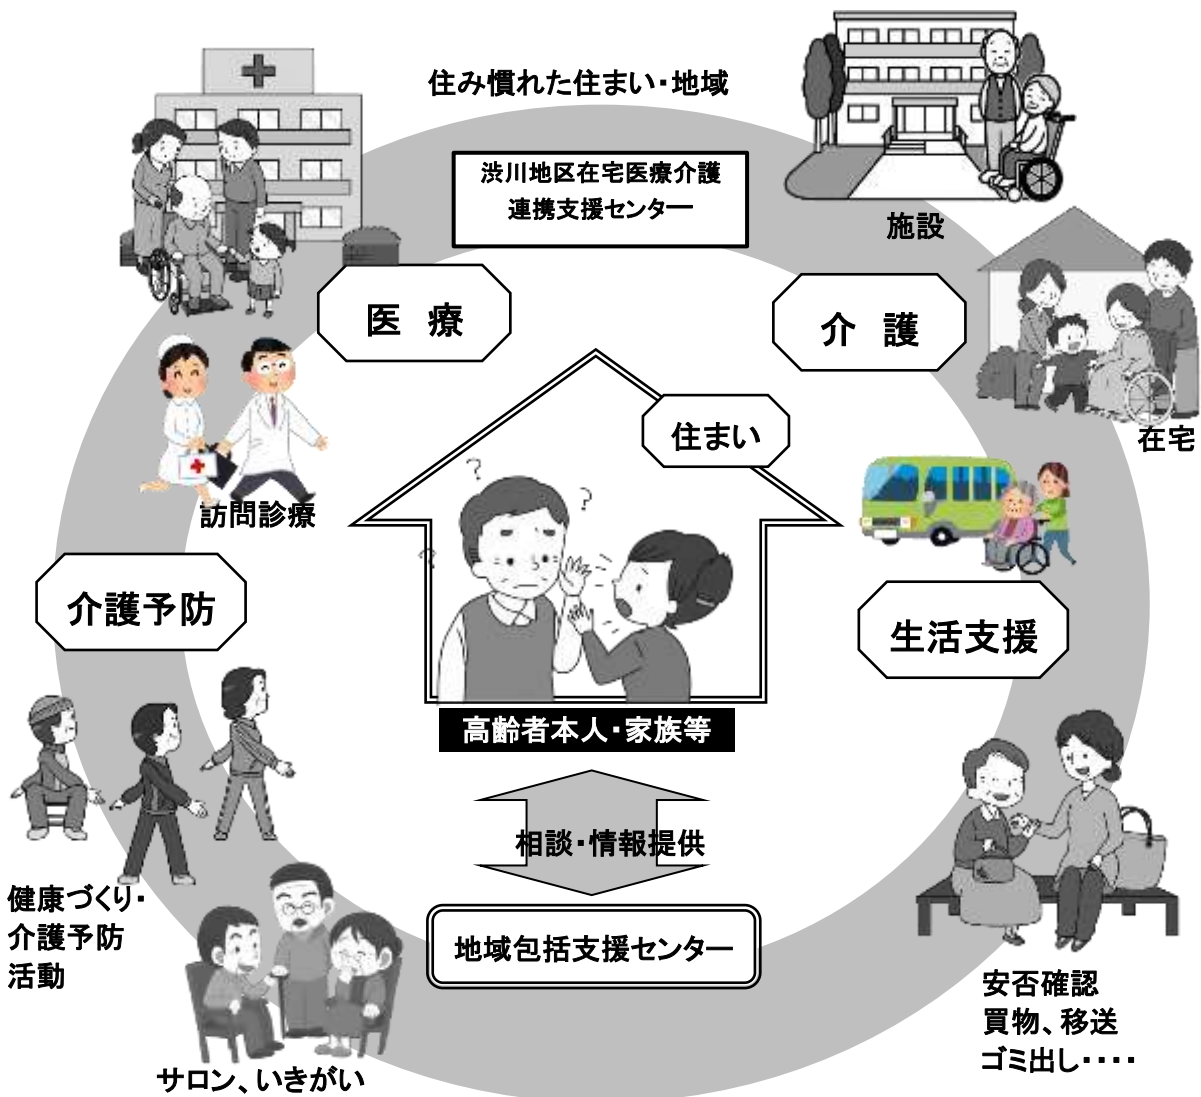 住み慣れた住まい・地域
渋川地区在宅医療介護
連携支援センター
施設
医 療
介 護
在宅
住まい
訪問診療
?
?
?
介護予防
生活支援
高齢者本人・家族等
相談・情報提供
健康づくり・
介護予防
活動
地域包括支援センター
安否確認
買物、移送
ゴミ出し・・・・
サロン、いきがい